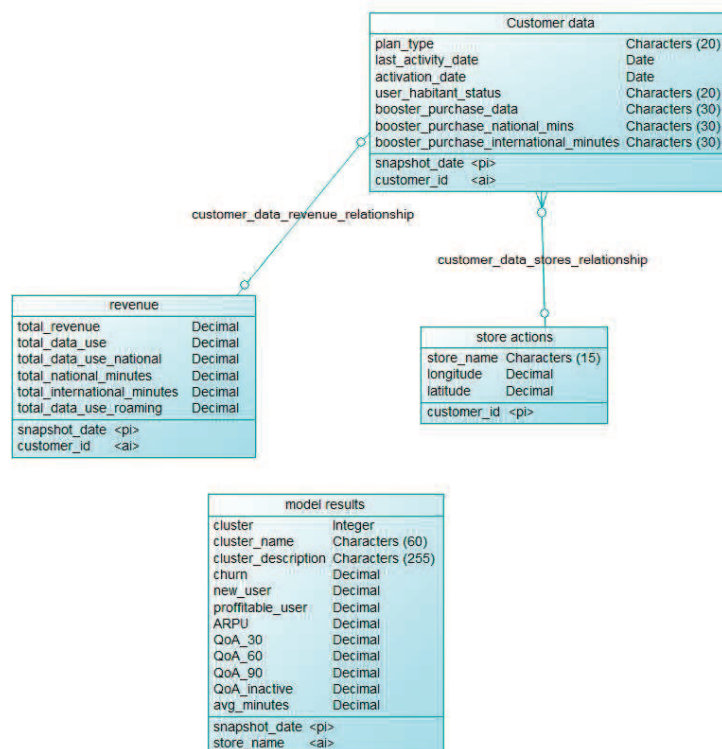 Customer data
plan_type Characters (20)
last_activity_date Date
activation_date Date
user_habitant_status Characters (20)
booster_purchase_data Characters (30)
booster_purchase_national_mins Characters (30)
booster_purchase_international_minutes Characters (30)
snapshot_date <pi>
customer_id <ai>
customer_data_revenue_relationship
customer_data_stores_relationship
revenue
total_revenue Decimal
total_data_use Decimal
total_data_use_national Decimal
total_national_minutes Decimal
total_international_minutes Decimal
total_data_use_roaming Decimal
snapshot_date <pi>
customer_id <ai>
store actions
store_name Characters (15)
longitude Decimal
latitude Decimal
customer_id <pi>
model results
cluster Integer
cluster_name Characters (60)
cluster_description Characters (255)
churn Decimal
new_user Decimal
proffitable_user Decimal
ARPU Decimal
QoA_30 Decimal
QoA_60 Decimal
QoA_90 Decimal
QoA_inactive Decimal
avg_minutes Decimal
snapshot_date <pi>
store_name <ai>